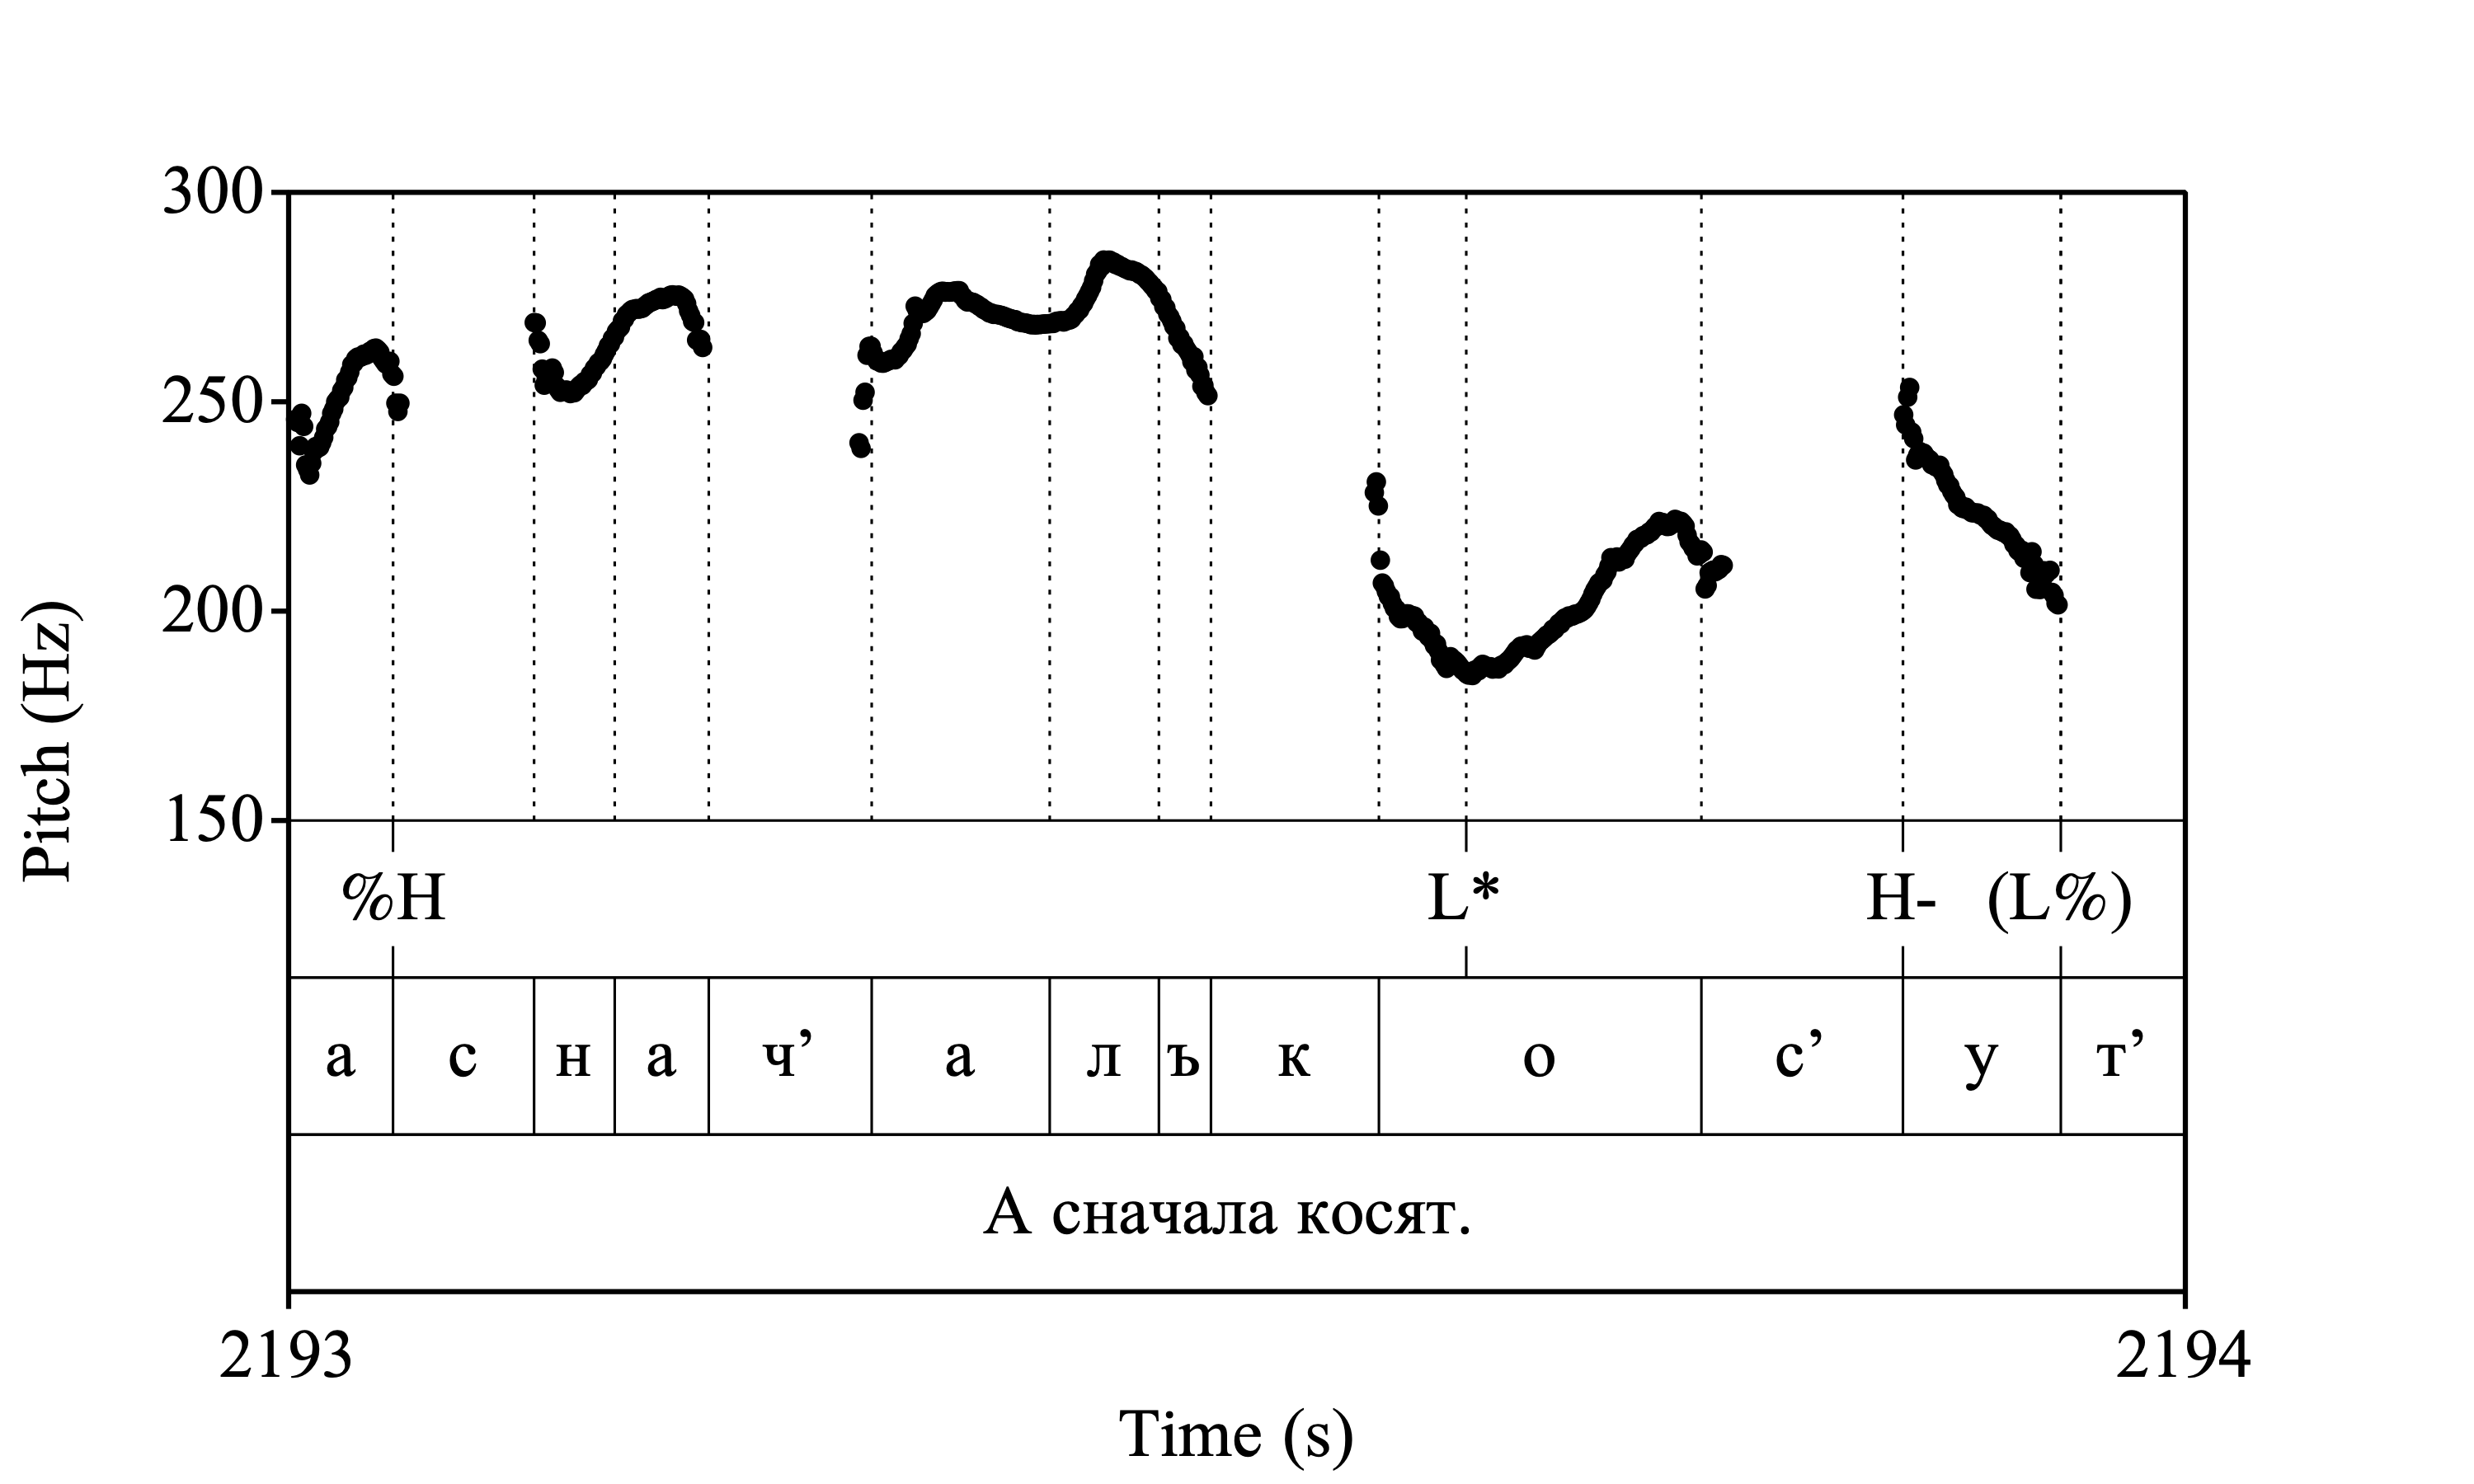 300
250
200
150
Pitch (Hz)
%H L* H- (L%)
а с н а ч’ а л ъ к о с’ у т’
А сначала косят.
2193 2194
Time (s)